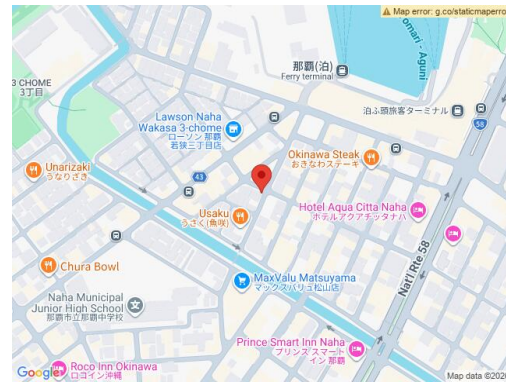 Map error: g.co/staticmaperro
omari - Aguni
那覇(泊)
Ferry terminal
3 CHOME
3丁目
泊ふ頭旅客ターミナル
58
Lawson Naha
Wakasa 3-chome
ローソン 那覇
若狭三丁目店
Okinawa Steak
おきなわステーキ
Unarizaki
うなりざき
43
Hotel Aqua Citta Naha
ホテルアクアチッタナハ
Usaku
うさく(魚咲)
Nat'l Rte 58
Chura Bowl
MaxValu Matsuyama
マックスバリュ松山店
Naha Municipal
Junior High School
那覇市立那覇中学校
Prince Smart Inn Naha
プリンス スマート
イン 那覇
Roco Inn Okinawa
ロコイン沖縄
Google
Map data ©2026